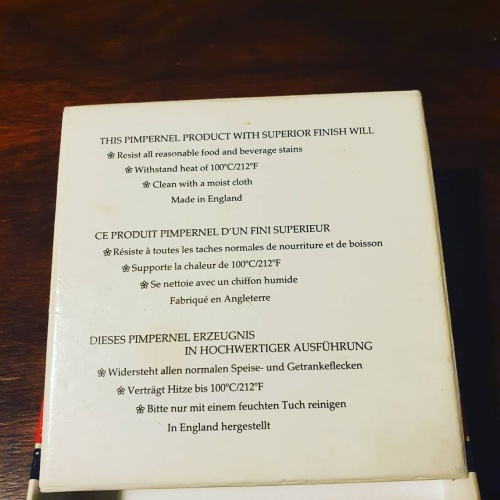 THIS PIMPERNEL PRODUCT WITH SUPERIOR FINISH WILL
❀ Resist all reasonable food and beverage stains
❀ Withstand heat of 100°C/212°F
❀ Clean with a moist cloth
Made in England
CE PRODUIT PIMPERNEL D'UN FINI SUPERIEUR
❀ Résiste à toutes les taches normales de nourriture et de boisson
❀ Supporte la chaleur de 100°C/212°F
❀ Se nettoie avec un chiffon humide
Fabriqué en Angleterre
DIESES PIMPERNEL ERZEUGNIS
IN HOCHWERTIGER AUSFÜHRUNG
❀ Widersteht allen normalen Speise- und Getrankeflecken
❀ Verträgt Hitze bis 100°C/212°F
❀ Bitte nur mit einem feuchten Tuch reinigen
In England hergestellt